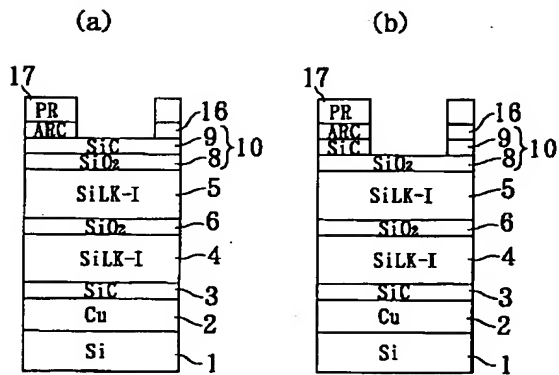 (a)
17
PR
ARC
16
SiC
9
10
SiO2
8
SiLK-I
5
SiO2
6
SiLK-I
4
SiC
3
Cu
2
Si
1
(b)
17
PR
ARC
16
SiC
9
10
SiO2
8
SiLK-I
5
SiO2
6
SiLK-I
4
SiC
3
Cu
2
Si
1